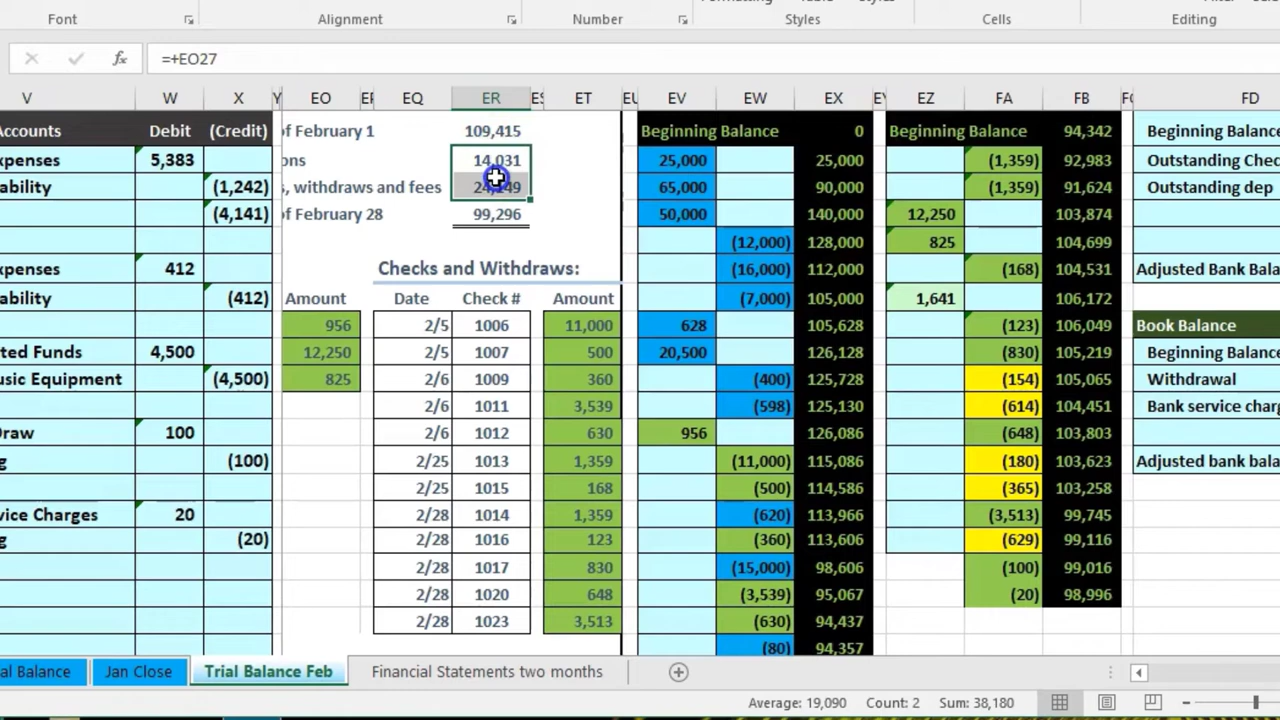 Font Alignment Number Formatting Table Styles Styles Cells Editing
=+EO27
V W X Y EO EP EQ ER ES ET EU EV EW EX EY EZ FA FB FC FD
Accounts Debit (Credit) of February 1 109,415 Beginning Balance 0 Beginning Balance 94,342 Beginning Balance
xpenses 5,383 ons 14,031 25,000 25,000 (1,359) 92,983 Outstanding Chec
ability (1,242) , withdraws and fees 65,000 90,000 (1,359) 91,624 Outstanding dep
(4,141) of February 28 99,296 50,000 140,000 12,250 103,874
(12,000) 128,000 825 104,699
xpenses 412 Checks and Withdraws: (16,000) 112,000 (168) 104,531 Adjusted Bank Bala
ability (412) Amount Date Check # Amount (7,000) 105,000 1,641 106,172
956 2/5 1006 11,000 628 105,628 (123) 106,049 Book Balance
ted Funds 4,500 12,250 2/5 1007 500 20,500 126,128 (830) 105,219 Beginning Balance
usic Equipment (4,500) 825 2/6 1009 360 (400) 125,728 (154) 105,065 Withdrawal
2/6 1011 3,539 (598) 125,130 (614) 104,451 Bank service charg
Draw 100 2/6 1012 630 956 126,086 (648) 103,803
g (100) 2/25 1013 1,359 (11,000) 115,086 (180) 103,623 Adjusted bank bala
2/25 1015 168 (500) 114,586 (365) 103,258
vice Charges 20 2/28 1014 1,359 (620) 113,966 (3,513) 99,745
g (20) 2/28 1016 123 (360) 113,606 (629) 99,116
2/28 1017 830 (15,000) 98,606 (100) 99,016
2/28 1020 648 (3,539) 95,067 (20) 98,996
2/28 1023 3,513 (630) 94,437
(80) 94,357
al Balance Jan Close Trial Balance Feb Financial Statements two months
Average: 19,090 Count: 2 Sum: 38,180